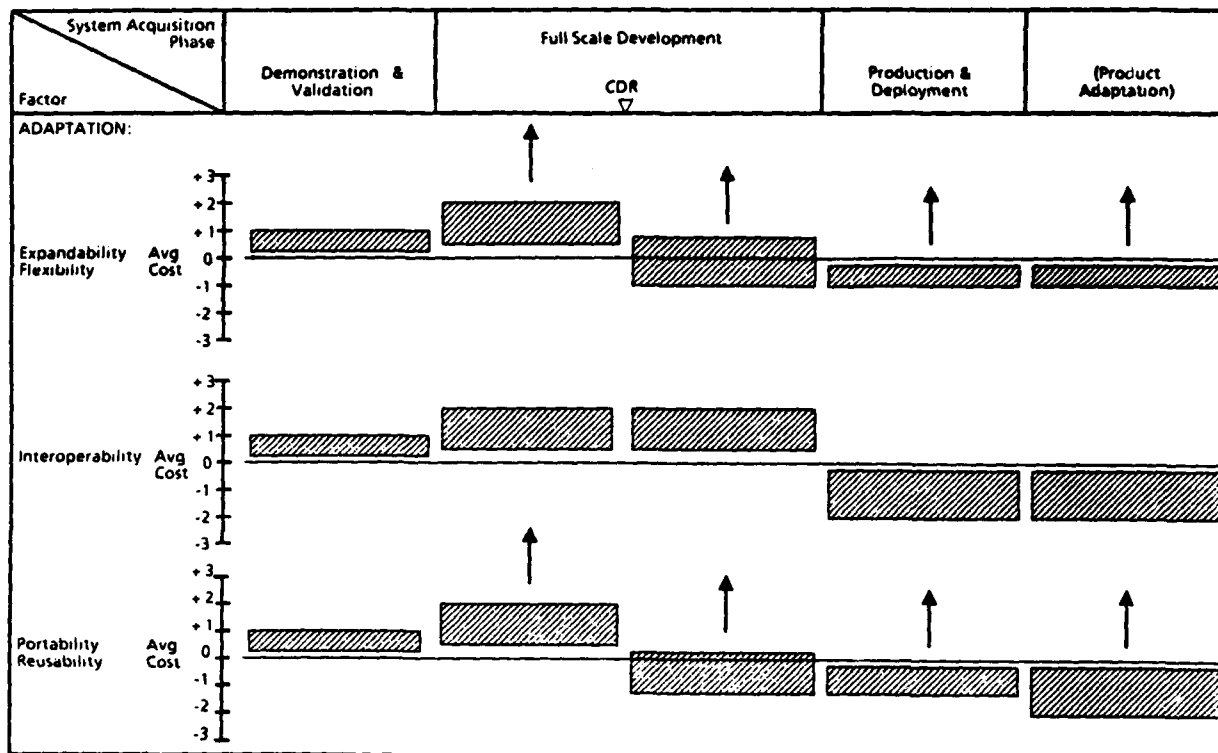 System Acquisition
Phase
Factor
Demonstration &
Validation
Full Scale Development
CDR
Production &
Deployment
(Product
Adaptation)
ADAPTATION:
Expandability
Flexibility
Avg
Cost
+ 3
+ 2
+ 1
0
-1
-2
-3
Interoperability
Avg
Cost
+ 3
+ 2
+ 1
0
-1
-2
-3
Portability
Reusability
Avg
Cost
+ 3
+ 2
+ 1
0
-1
-2
-3